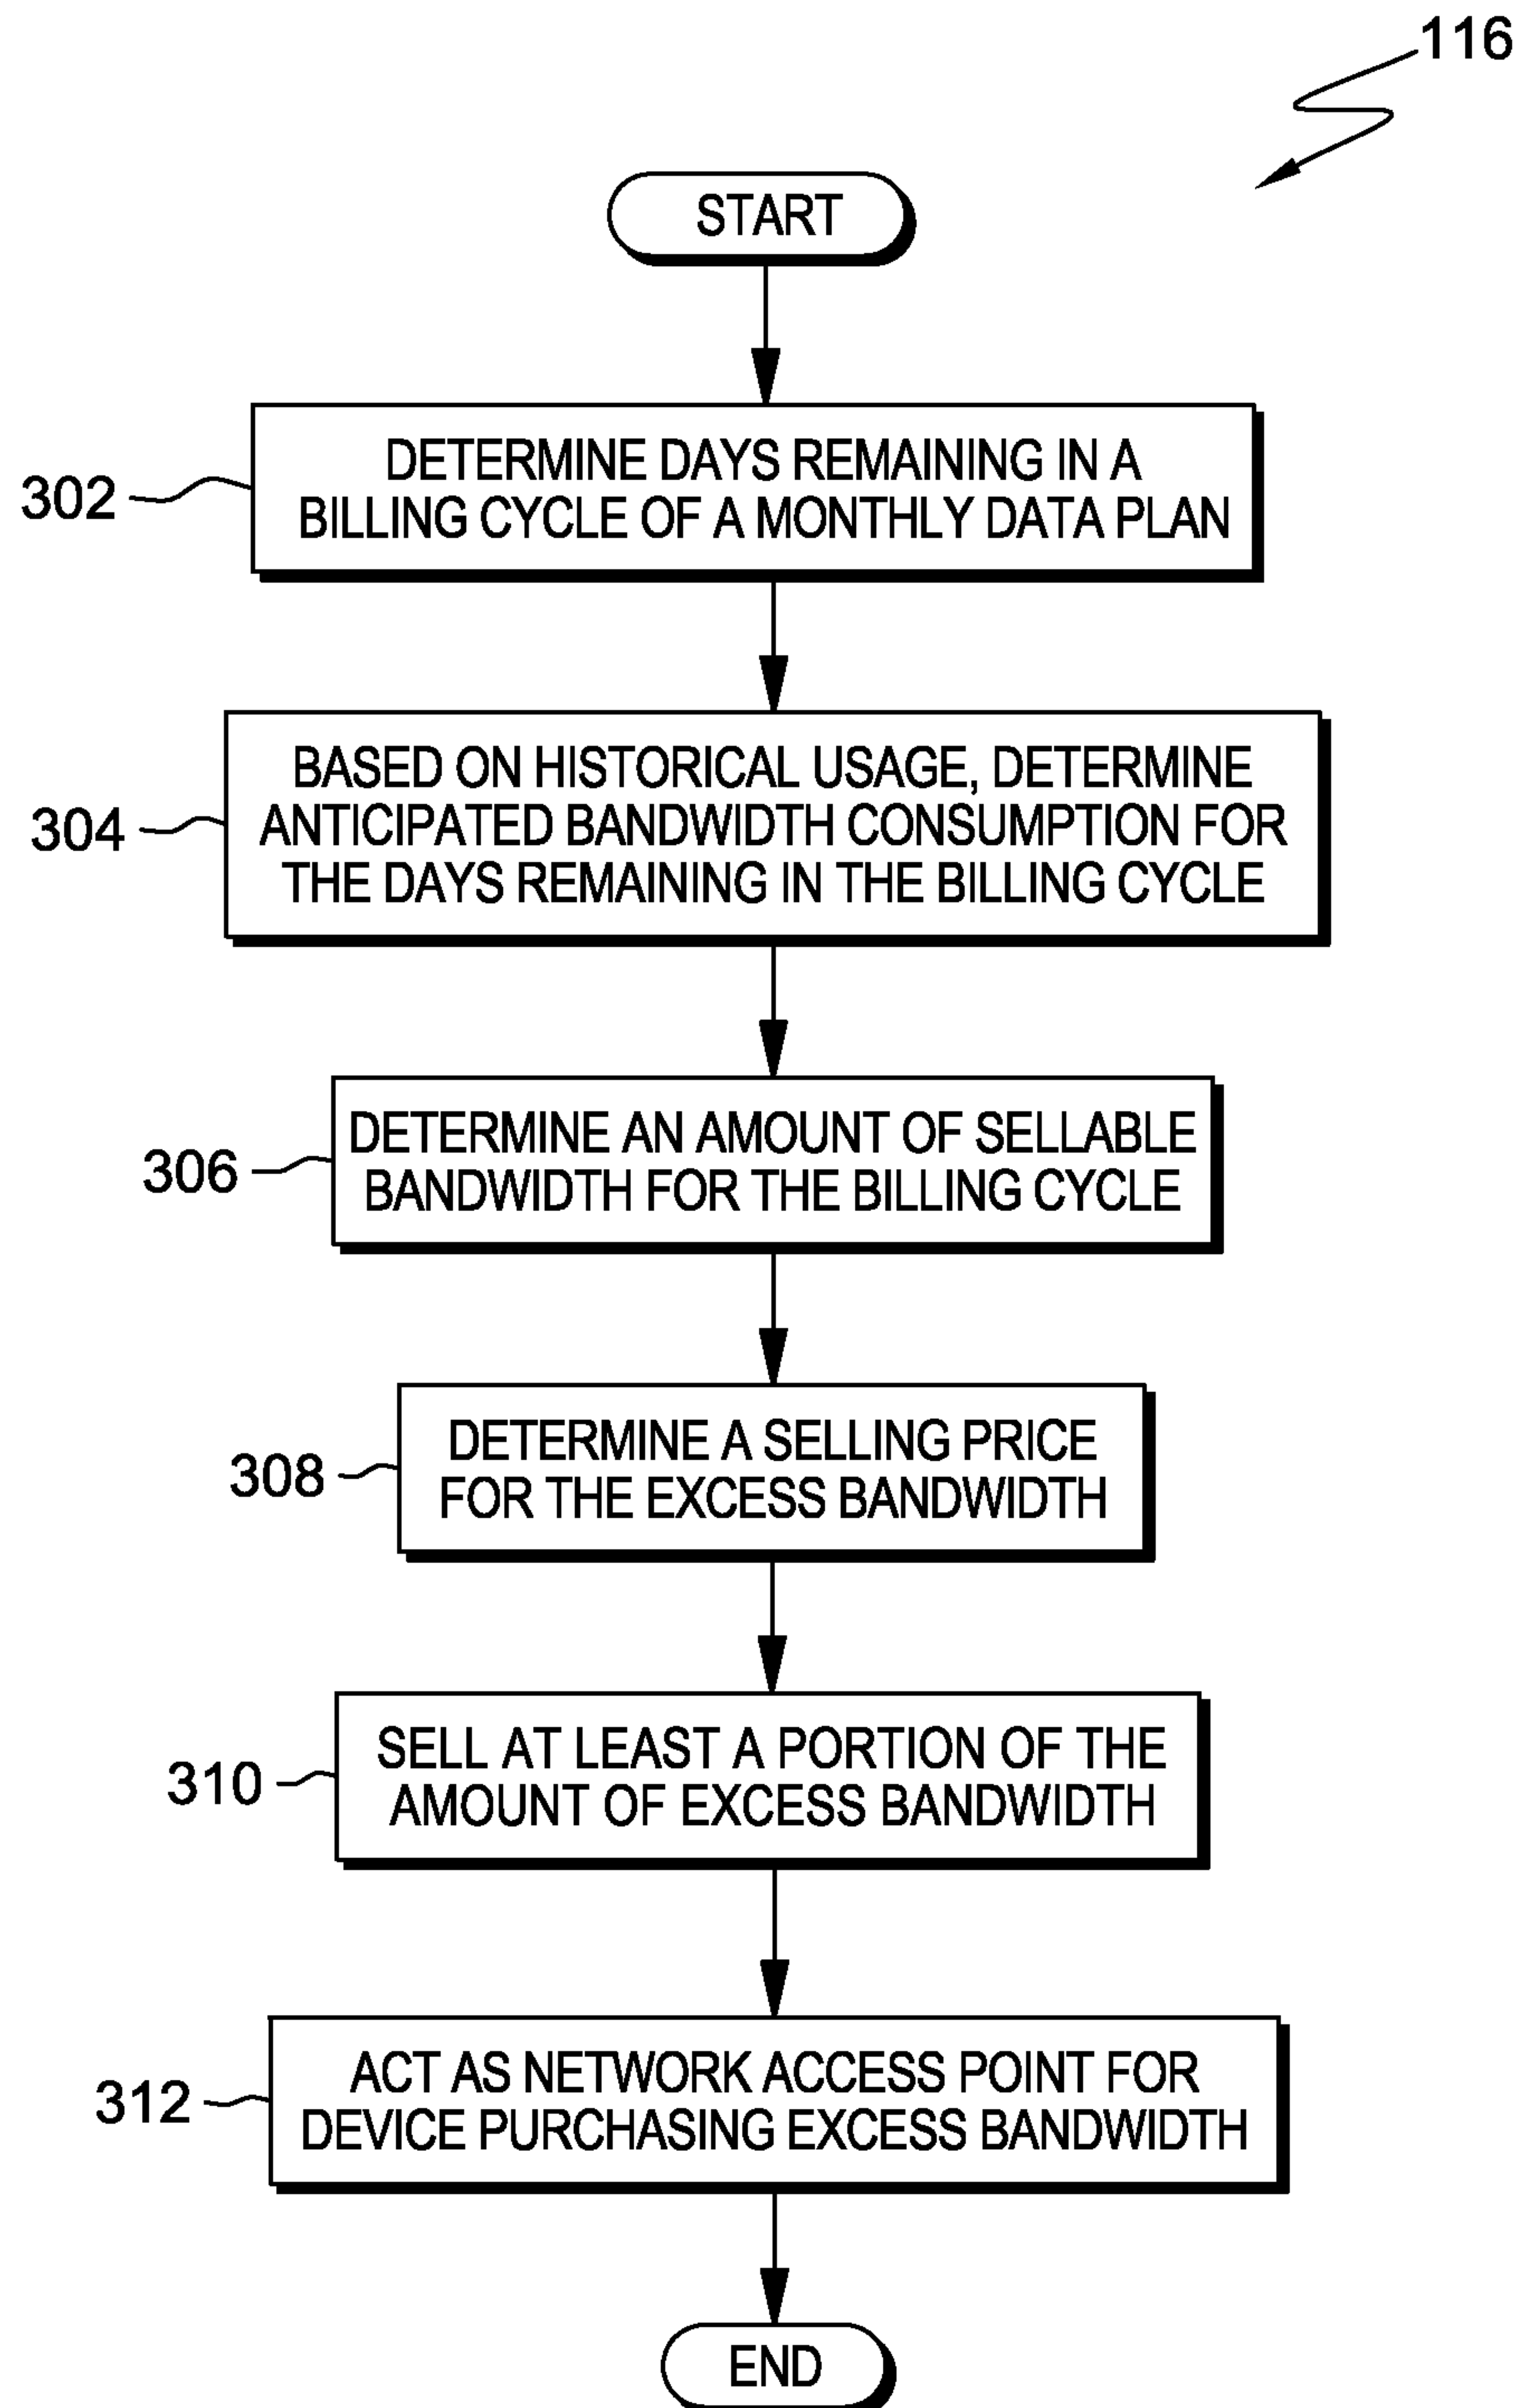 116
START
302
DETERMINE DAYS REMAINING IN A
BILLING CYCLE OF A MONTHLY DATA PLAN
304
BASED ON HISTORICAL USAGE, DETERMINE
ANTICIPATED BANDWIDTH CONSUMPTION FOR
THE DAYS REMAINING IN THE BILLING CYCLE
306
DETERMINE AN AMOUNT OF SELLABLE
BANDWIDTH FOR THE BILLING CYCLE
308
DETERMINE A SELLING PRICE
FOR THE EXCESS BANDWIDTH
310
SELL AT LEAST A PORTION OF THE
AMOUNT OF EXCESS BANDWIDTH
312
ACT AS NETWORK ACCESS POINT FOR
DEVICE PURCHASING EXCESS BANDWIDTH
END